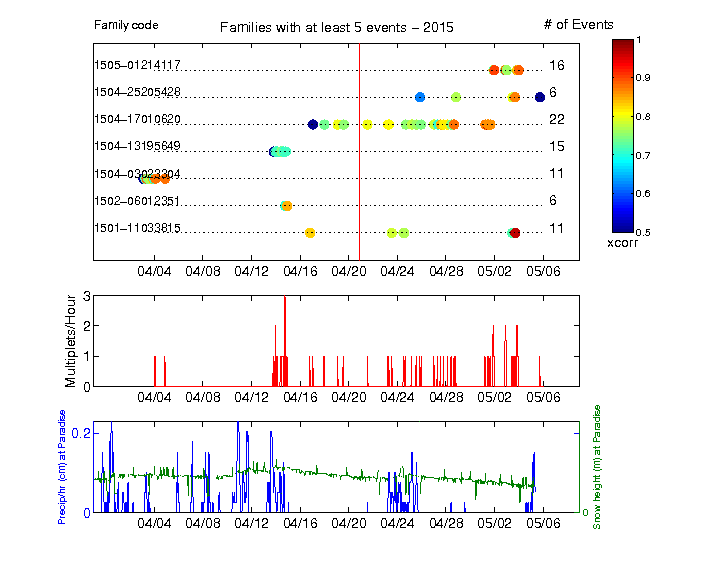 Family code
Families with at least 5 events – 2015
# of Events
1505–01214117 16
1504–25205428 6
1504–17010620 22
1504–13195649 15
1504–03023304 11
1502–06012351 6
1501–11033815 11
04/04 04/08 04/12 04/16 04/20 04/24 04/28 05/02 05/06
1
0.9
0.8
0.7
0.6
0.5
xcorr
Multiplets/Hour
3
2
1
0
04/04 04/08 04/12 04/16 04/20 04/24 04/28 05/02 05/06
Precip/hr (cm) at Paradise
0.2
0
04/04 04/08 04/12 04/16 04/20 04/24 04/28 05/02 05/06
0
Snow height (m) at Paradise